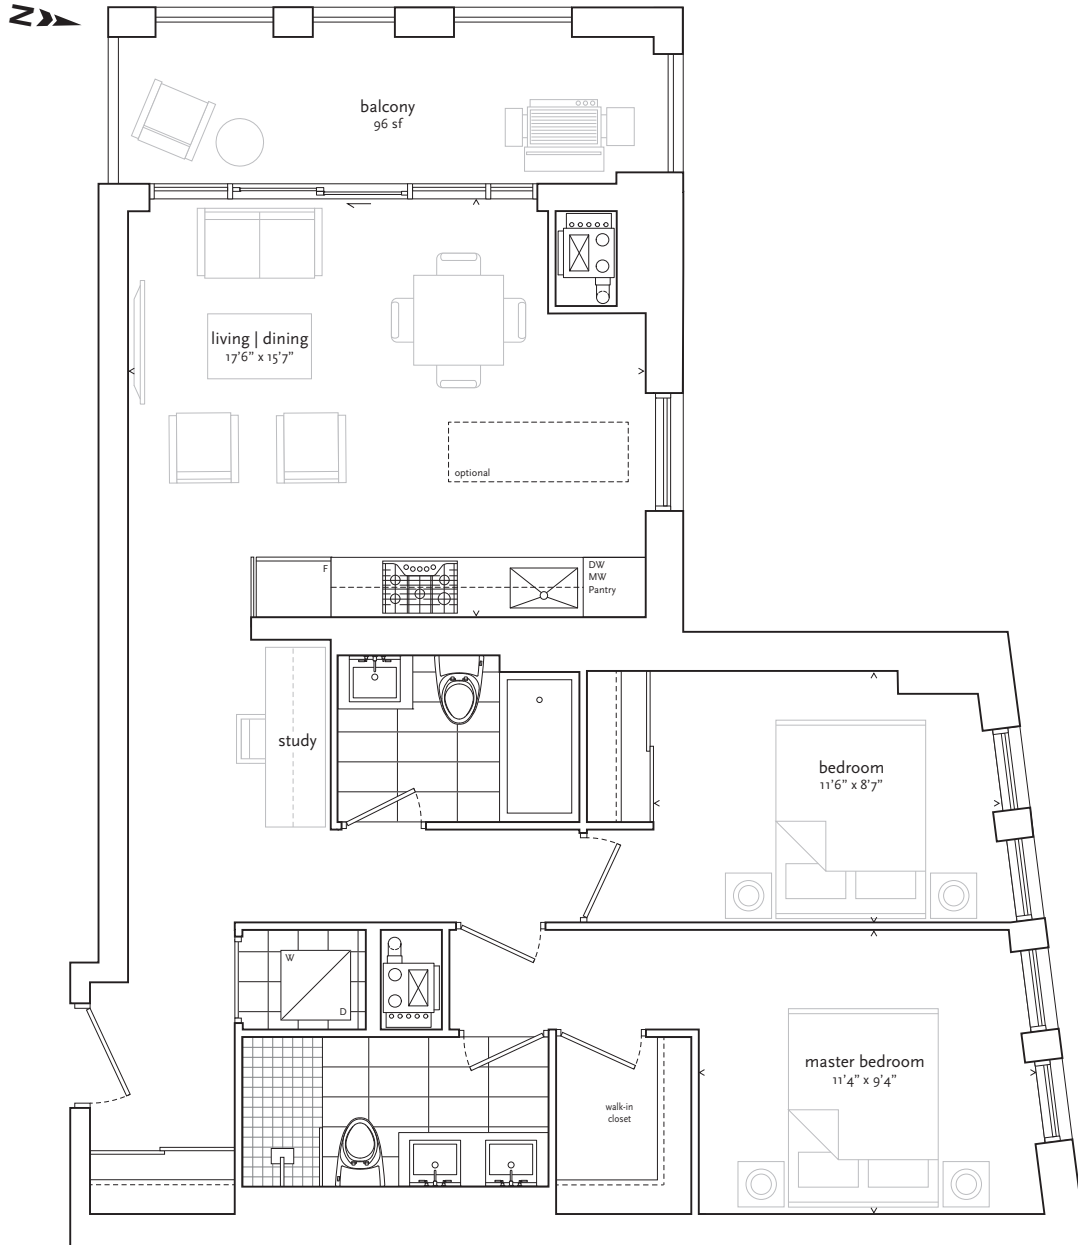 N
balcony
96 sf
living | dining
17'6" x 15'7"
optional
F
DW
MW
Pantry
study
bedroom
11'6" x 8'7"
W
D
master bedroom
11'4" x 9'4"
walk-in
closet